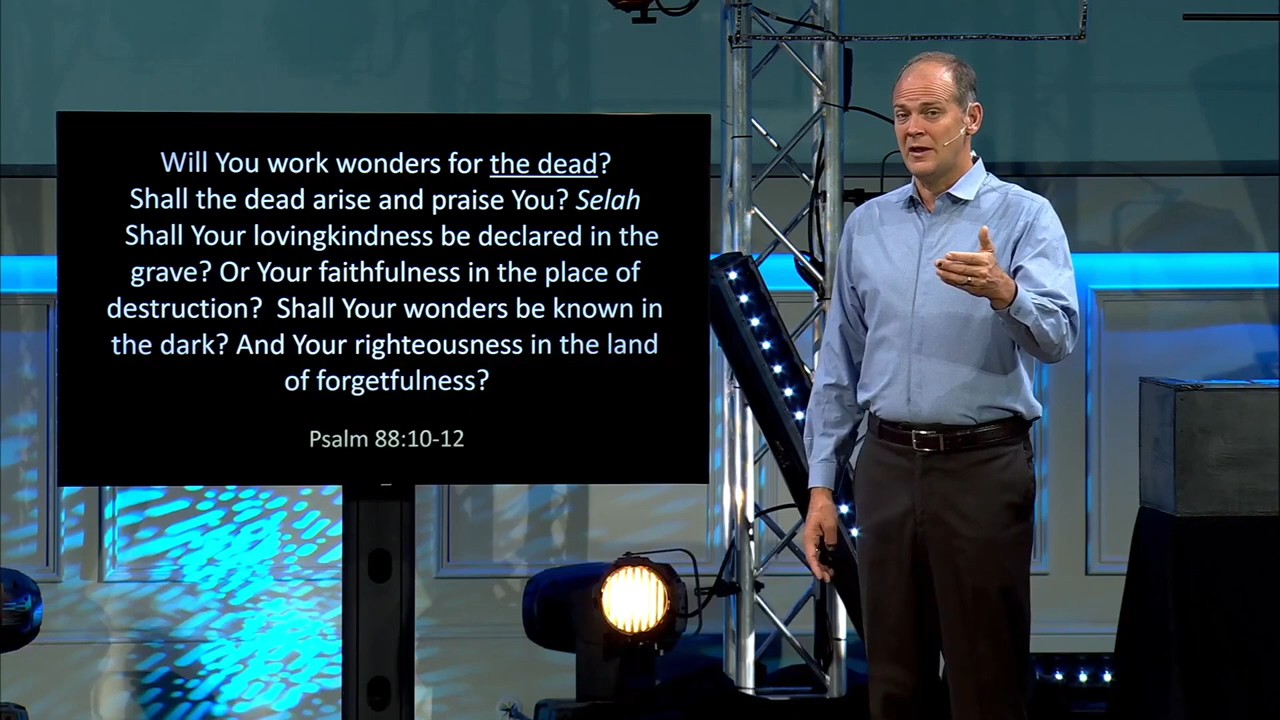 Will You work wonders for the dead?
Shall the dead arise and praise You? Selah
Shall Your lovingkindness be declared in the
grave? Or Your faithfulness in the place of
destruction?  Shall Your wonders be known in
the dark? And Your righteousness in the land
of forgetfulness?
Psalm 88:10-12